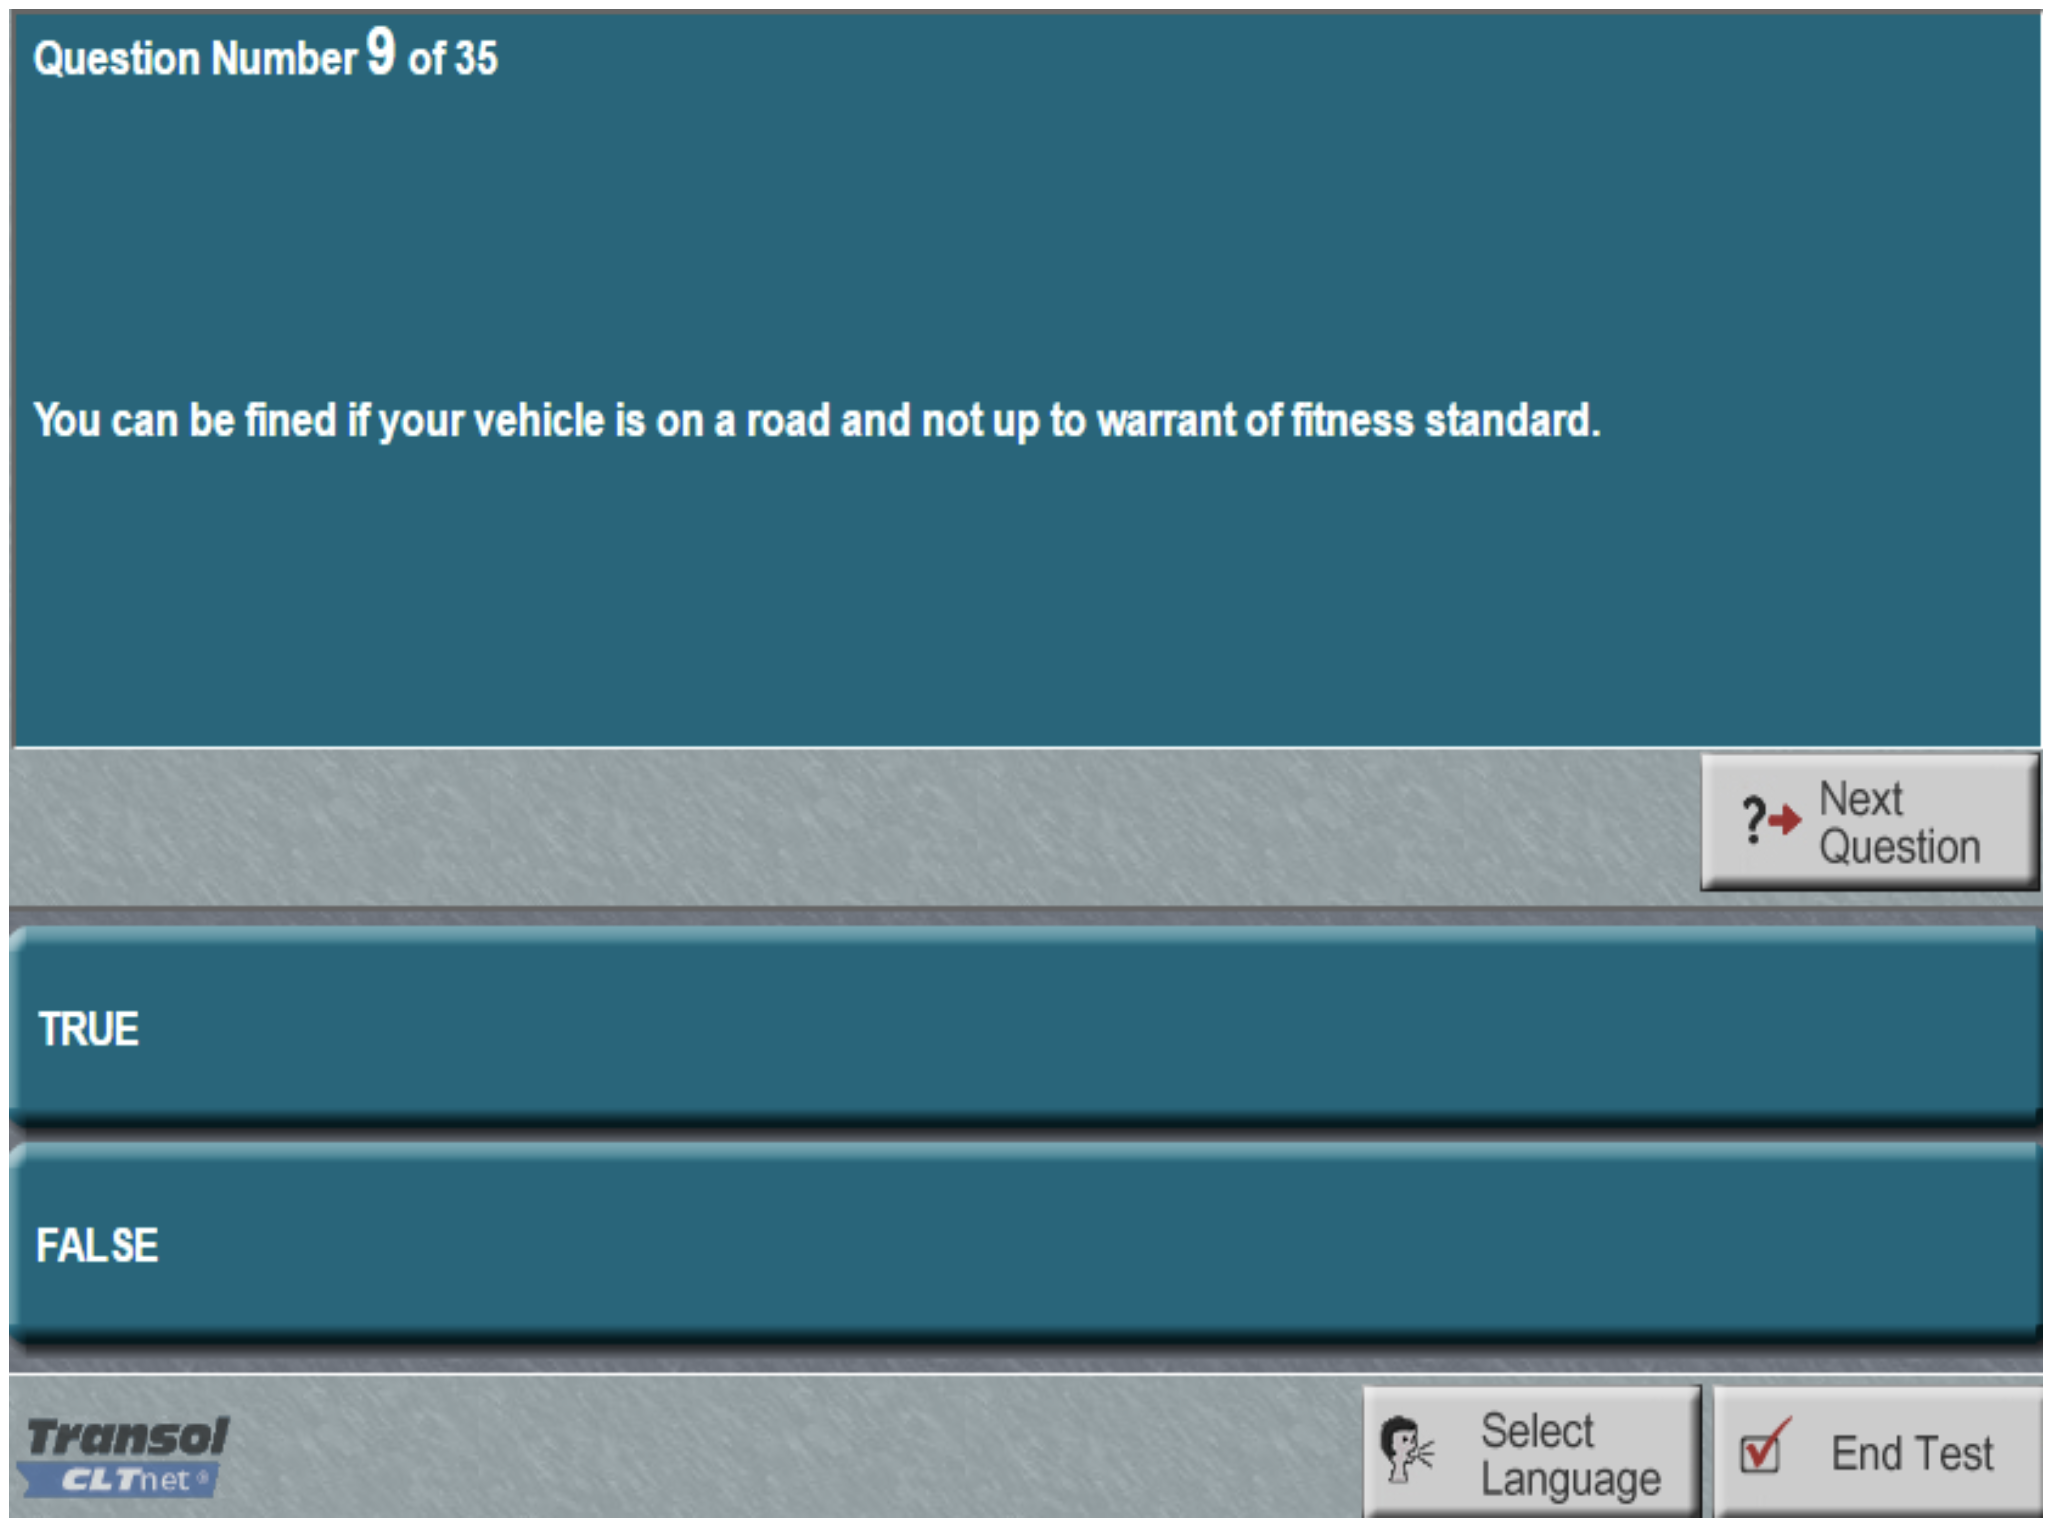 Question Number 9 of 35
You can be fined if your vehicle is on a road and not up to warrant of fitness standard.
Next
Question
TRUE
FALSE
Transol
CLTnet ®
Select
Language
End Test